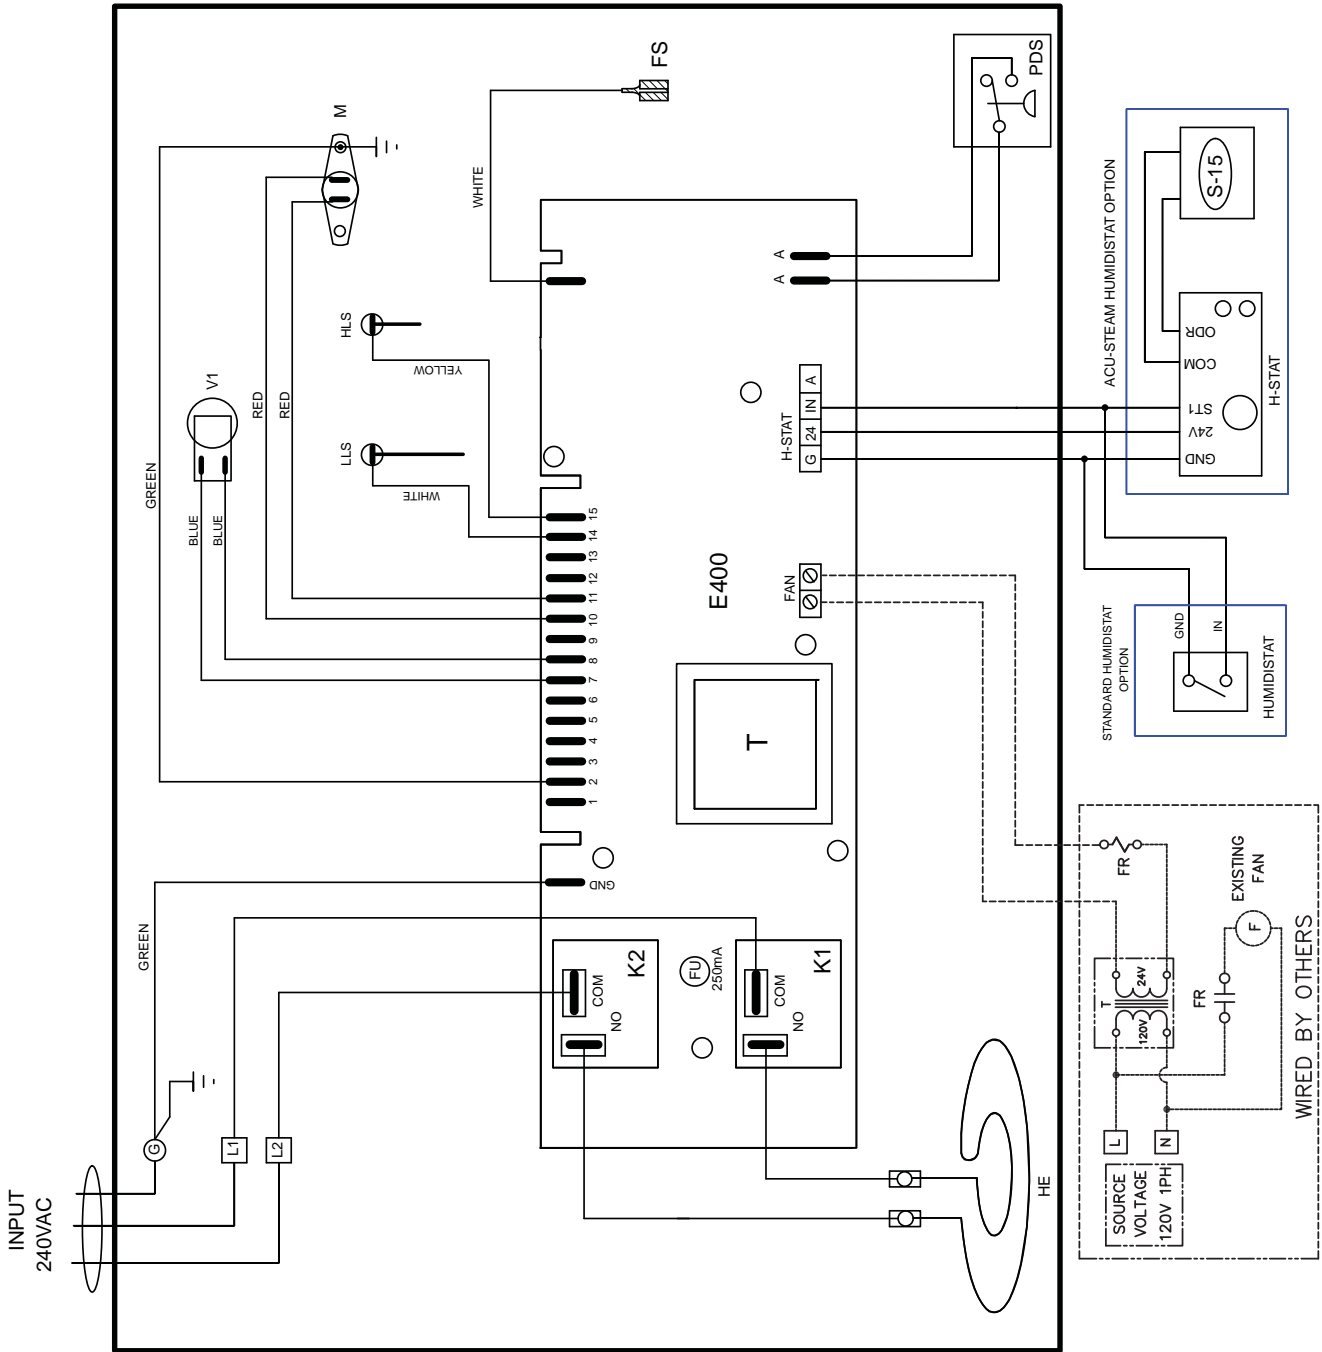 INPUT
240VAC
G
L1
L2
GREEN
GREEN
BLUE
BLUE
V1
RED
RED
M
LLS
WHITE
HLS
YELLOW
WHITE
FS
GND
1
2
3
4
5
6
7
8
9
10
11
12
13
14
15
K2
COM
NO
FU
250mA
K1
COM
NO
T
E400
FAN
H-STAT
G
24
IN
A
A
A
PDS
HE
SOURCE
VOLTAGE
120V 1PH
L
N
T
120V
24V
FR
FR
EXISTING
FAN
F
WIRED BY OTHERS
STANDARD HUMIDISTAT
OPTION
GND
IN
HUMIDISTAT
ACU-STEAM HUMIDISTAT OPTION
GND
24V
ST1
COM
ODR
H-STAT
S-15